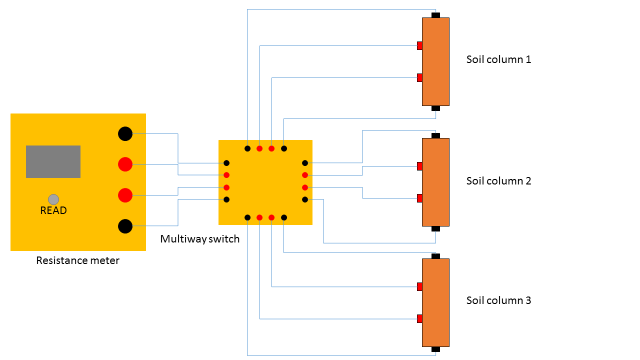 Soil column 1
Soil column 2
READ
Multiway switch
Resistance meter
Soil column 3